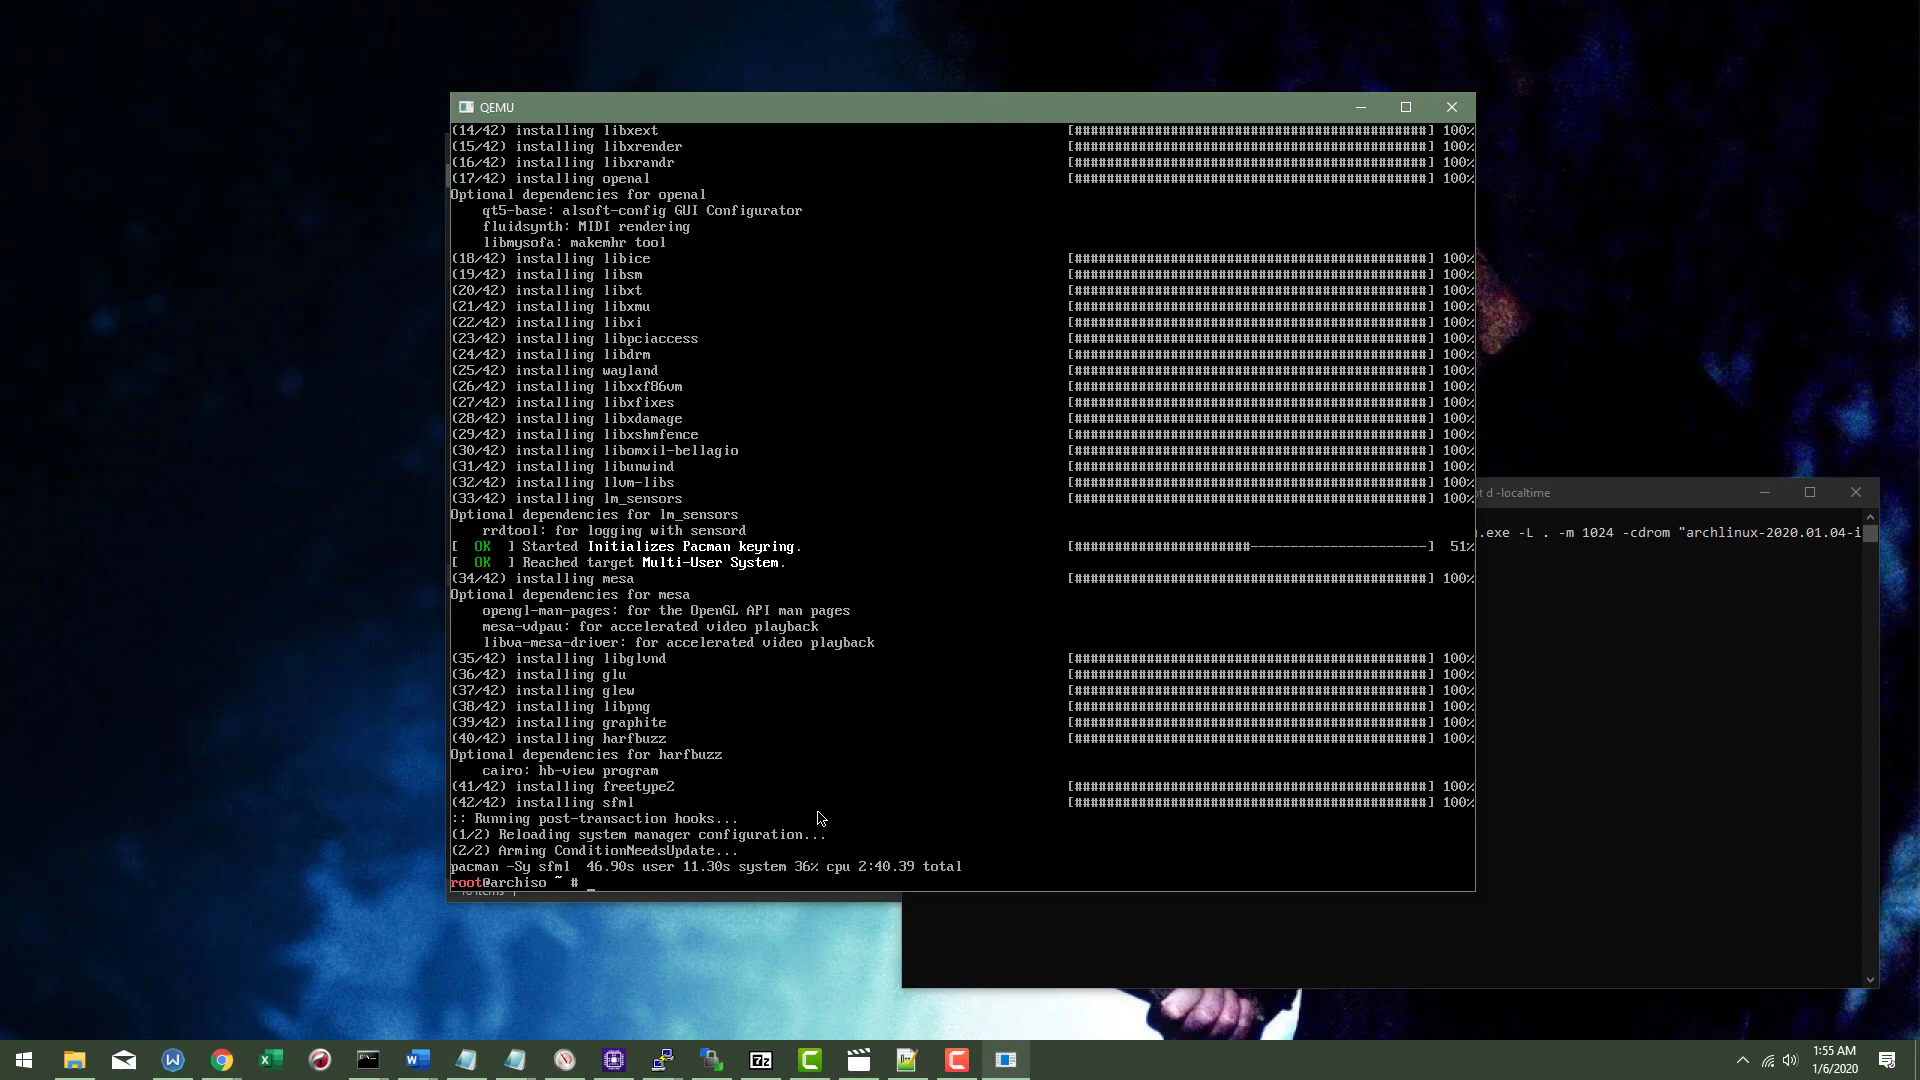 QEMU
(14/42) installing libxext [############################################] 100%
(15/42) installing libxrender [############################################] 100%
(16/42) installing libxrandr [############################################] 100%
(17/42) installing openal [############################################] 100%
Optional dependencies for openal
qt5-base: alsoft-config GUI Configurator
fluidsynth: MIDI rendering
libmysofa: makemhr tool
(18/42) installing libice [############################################] 100%
(19/42) installing libsm [############################################] 100%
(20/42) installing libxt [############################################] 100%
(21/42) installing libxmu [############################################] 100%
(22/42) installing libxi [############################################] 100%
(23/42) installing libpciaccess [############################################] 100%
(24/42) installing libdrm [############################################] 100%
(25/42) installing wayland [############################################] 100%
(26/42) installing libxxf86vm [############################################] 100%
(27/42) installing libxfixes [############################################] 100%
(28/42) installing libxdamage [############################################] 100%
(29/42) installing libxshmfence [############################################] 100%
(30/42) installing libomxil-bellagio [############################################] 100%
(31/42) installing libunwind [############################################] 100%
(32/42) installing llvm-libs [############################################] 100%
(33/42) installing lm_sensors [############################################] 100%
Optional dependencies for lm_sensors
rrdtool: for logging with sensord
[ OK ] Started Initializes Pacman keyring. [######################----------------------] 51%
[ OK ] Reached target Multi-User System.
(34/42) installing mesa [############################################] 100%
Optional dependencies for mesa
opengl-man-pages: for the OpenGL API man pages
mesa-vdpau: for accelerated video playback
libva-mesa-driver: for accelerated video playback
(35/42) installing libglvnd [############################################] 100%
(36/42) installing glu [############################################] 100%
(37/42) installing glew [############################################] 100%
(38/42) installing libpng [############################################] 100%
(39/42) installing graphite [############################################] 100%
(40/42) installing harfbuzz [############################################] 100%
Optional dependencies for harfbuzz
cairo: hb-view program
(41/42) installing freetype2 [############################################] 100%
(42/42) installing sfml [############################################] 100%
:: Running post-transaction hooks...
(1/2) Reloading system manager configuration...
(2/2) Arming ConditionNeedsUpdate...
pacman -Sy sfml 46.90s user 11.30s system 36% cpu 2:40.39 total
root@archiso ~ # _
t d -localtime
.exe -L . -m 1024 -cdrom "archlinux-2020.01.04-i
7z
1:55 AM
1/6/2020